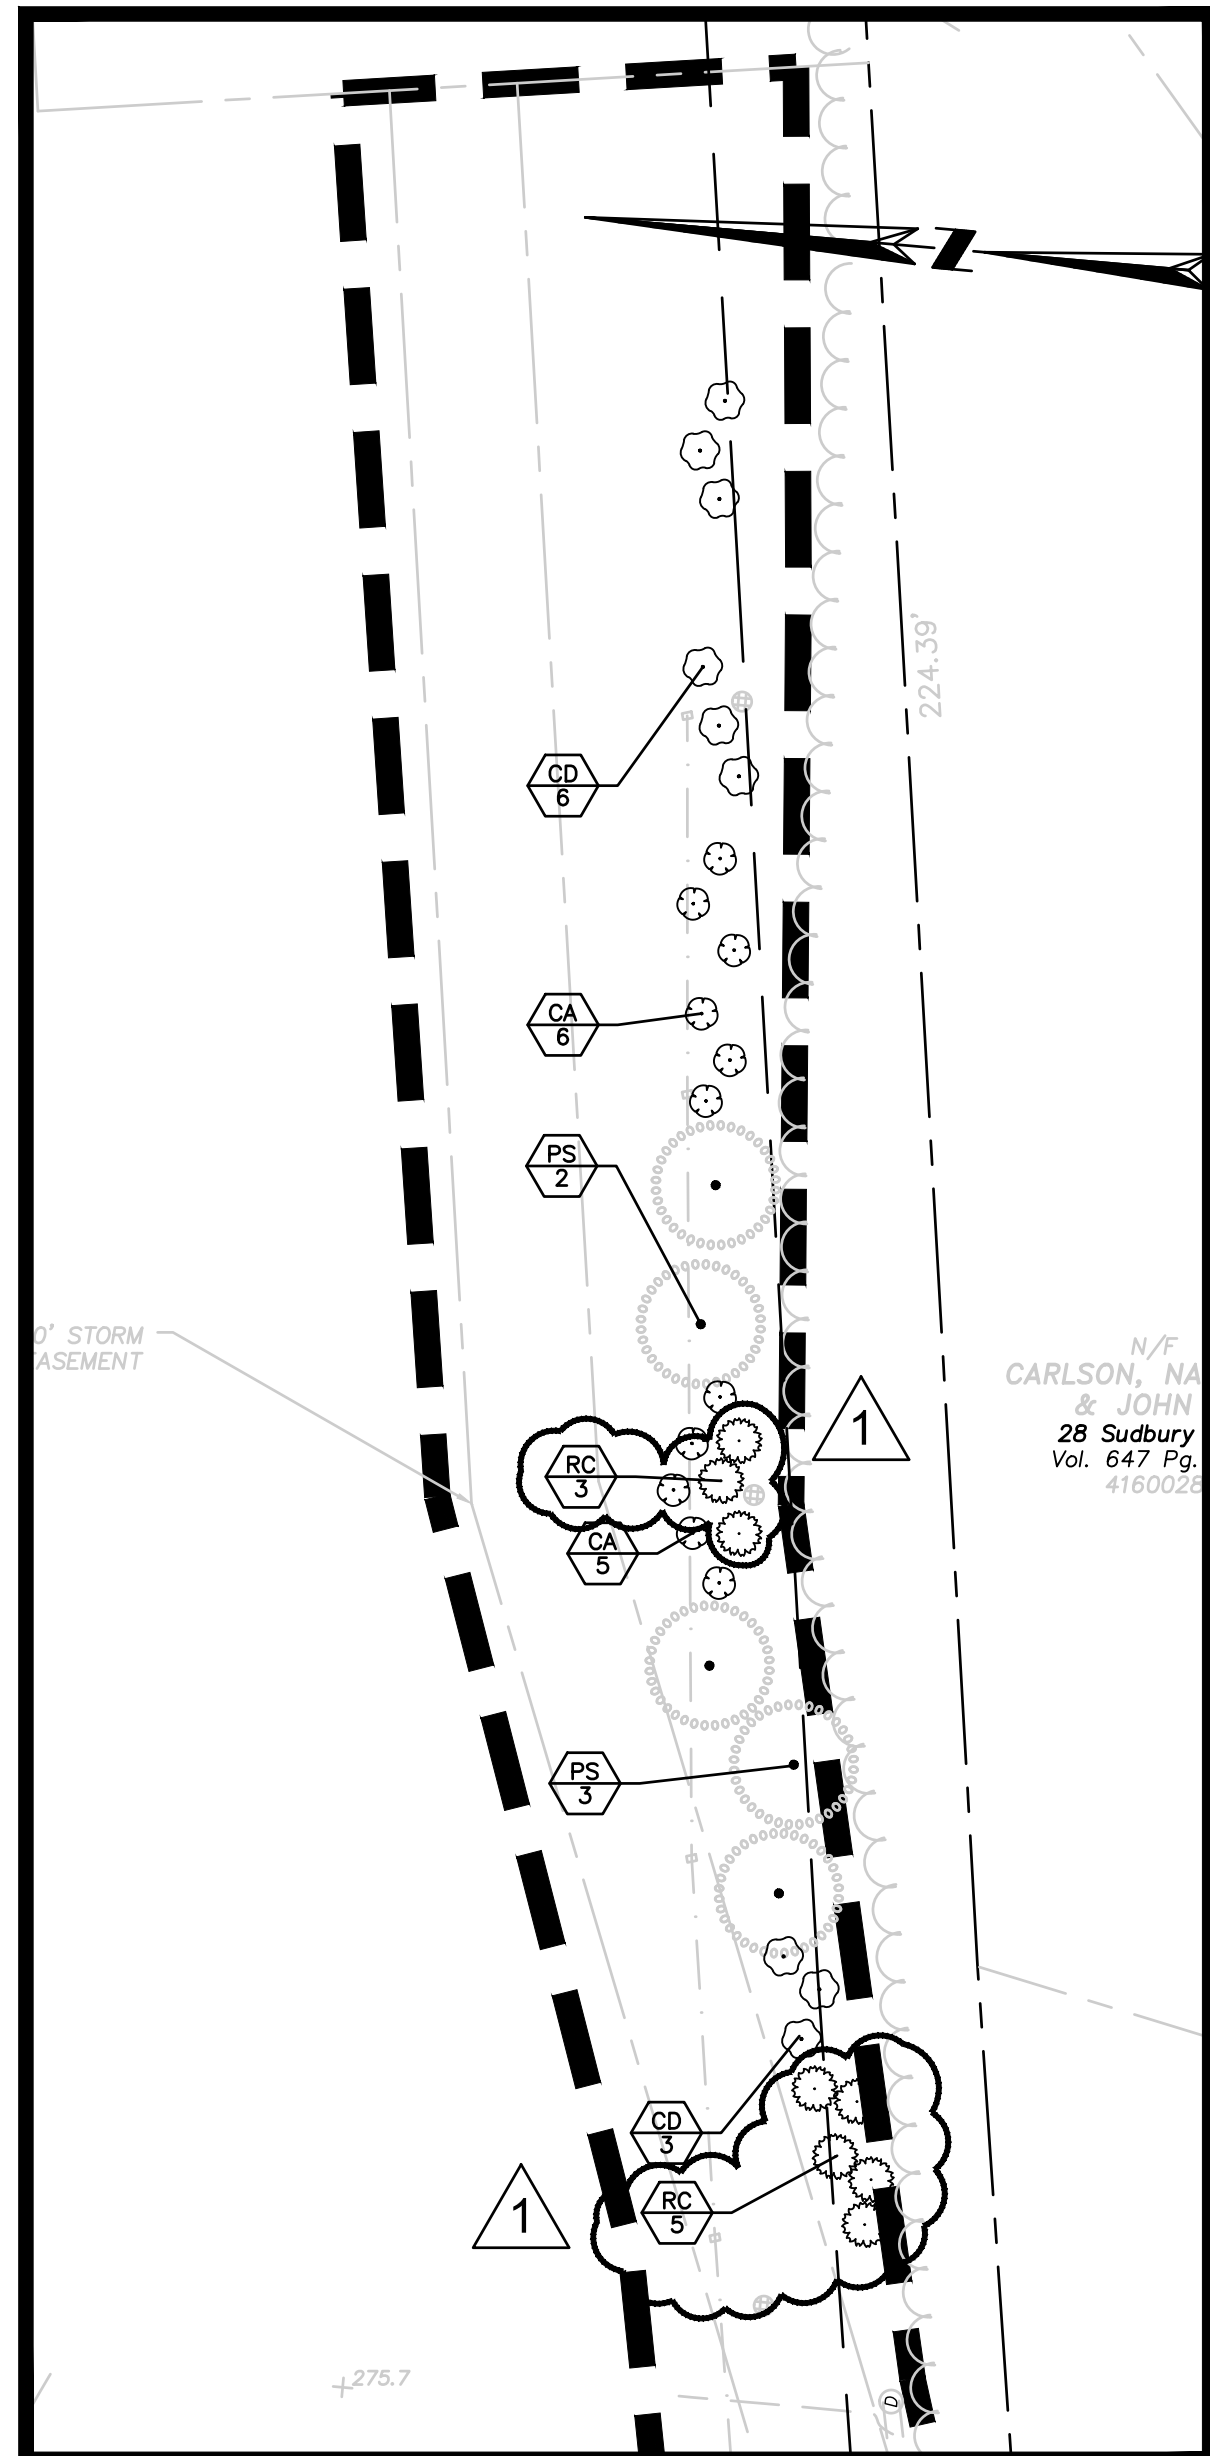 Z
224.39'
CD
6
CA
6
PS
2
0' STORM
ASEMENT
N/F
CARLSON, NA
& JOHN
28 Sudbury
Vol. 647 Pg.
4160028
1
RC
3
CA
5
PS
3
CD
3
RC
5
1
275.7
D